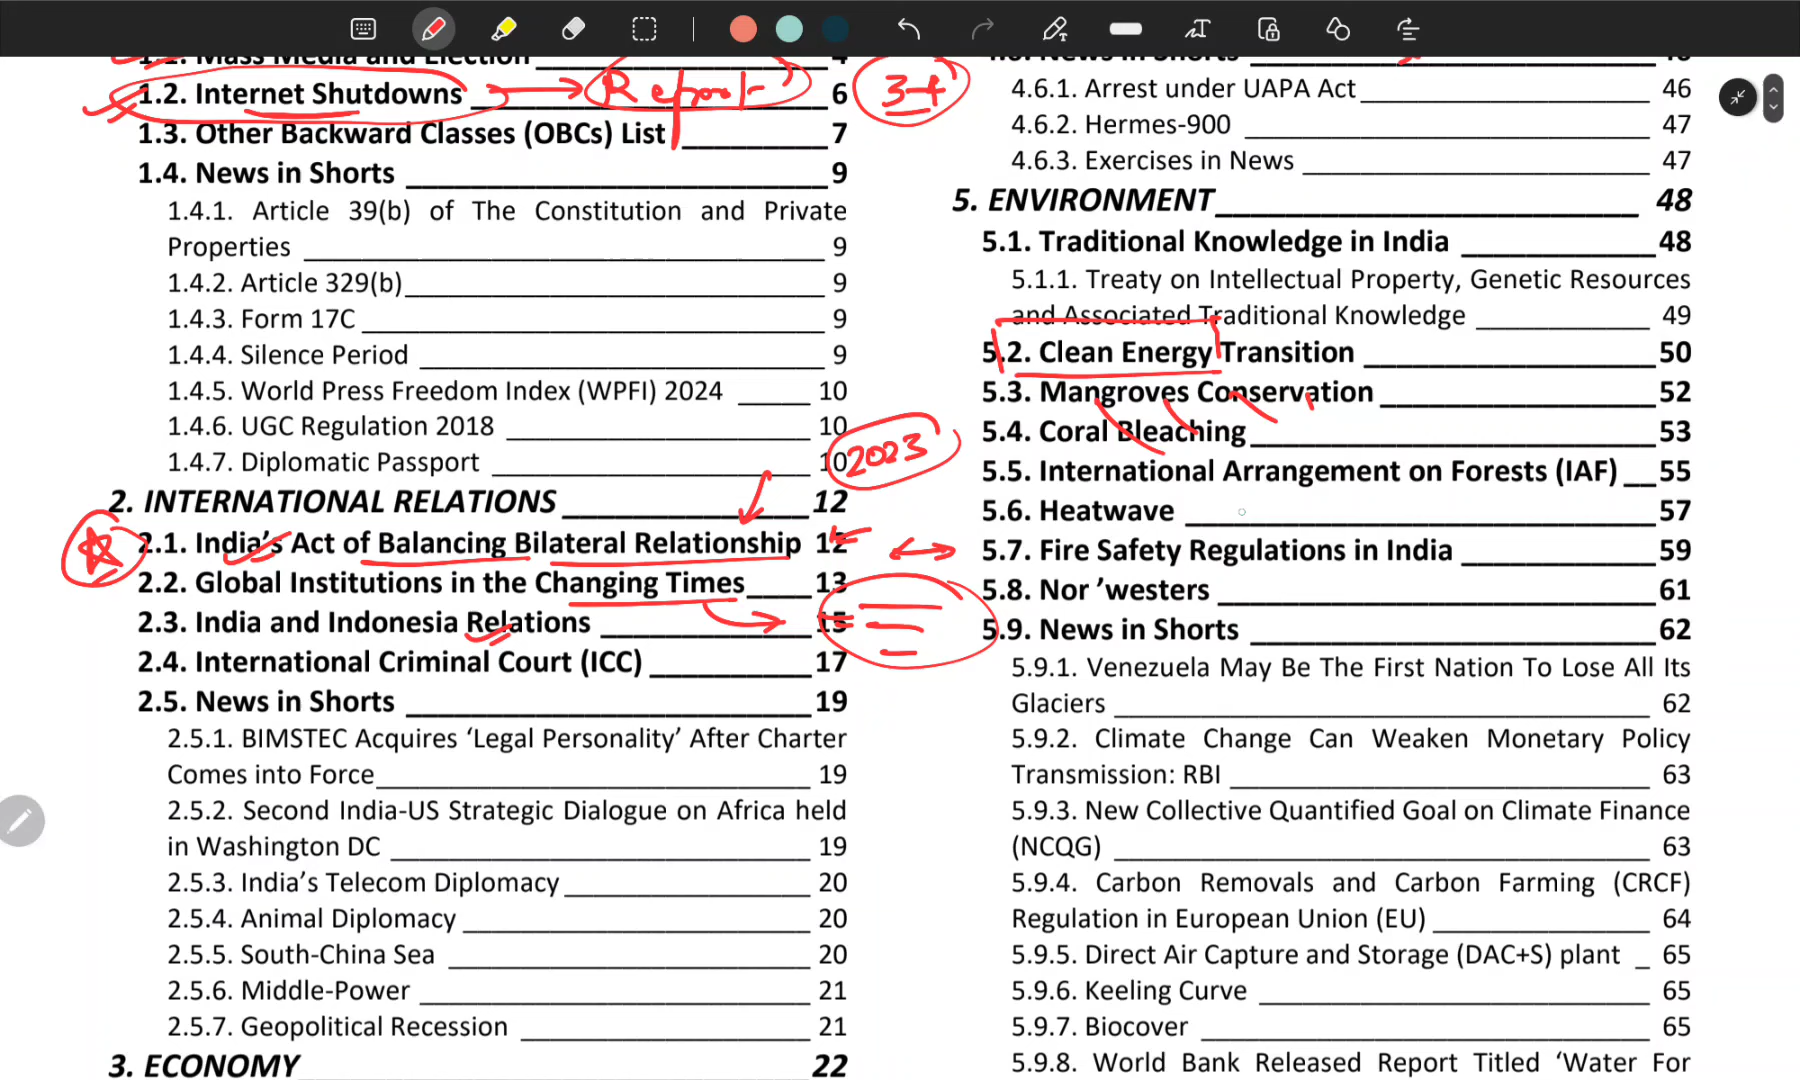 1.2. Internet Shutdowns 6
Report
3-4
1.3. Other Backward Classes (OBCs) List 7
1.4. News in Shorts 9
1.4.1. Article 39(b) of The Constitution and Private
Properties 9
1.4.2. Article 329(b) 9
1.4.3. Form 17C 9
1.4.4. Silence Period 9
1.4.5. World Press Freedom Index (WPFI) 2024 10
1.4.6. UGC Regulation 2018 10
1.4.7. Diplomatic Passport 10
2023
2. INTERNATIONAL RELATIONS 12
2.1. India's Act of Balancing Bilateral Relationship 12
2.2. Global Institutions in the Changing Times 13
2.3. India and Indonesia Relations 15
2.4. International Criminal Court (ICC) 17
2.5. News in Shorts 19
2.5.1. BIMSTEC Acquires ‘Legal Personality’ After Charter
Comes into Force 19
2.5.2. Second India-US Strategic Dialogue on Africa held
in Washington DC 19
2.5.3. India’s Telecom Diplomacy 20
2.5.4. Animal Diplomacy 20
2.5.5. South-China Sea 20
2.5.6. Middle-Power 21
2.5.7. Geopolitical Recession 21
3. ECONOMY 22
4.6.1. Arrest under UAPA Act 46
4.6.2. Hermes-900 47
4.6.3. Exercises in News 47
5. ENVIRONMENT 48
5.1. Traditional Knowledge in India 48
5.1.1. Treaty on Intellectual Property, Genetic Resources
and Associated Traditional Knowledge 49
5.2. Clean Energy Transition 50
5.3. Mangroves Conservation 52
5.4. Coral Bleaching 53
5.5. International Arrangement on Forests (IAF) 55
5.6. Heatwave 57
5.7. Fire Safety Regulations in India 59
5.8. Nor ’westers 61
5.9. News in Shorts 62
5.9.1. Venezuela May Be The First Nation To Lose All Its
Glaciers 62
5.9.2. Climate Change Can Weaken Monetary Policy
Transmission: RBI 63
5.9.3. New Collective Quantified Goal on Climate Finance
(NCQG) 63
5.9.4. Carbon Removals and Carbon Farming (CRCF)
Regulation in European Union (EU) 64
5.9.5. Direct Air Capture and Storage (DAC+S) plant 65
5.9.6. Keeling Curve 65
5.9.7. Biocover 65
5.9.8. World Bank Released Report Titled ‘Water For